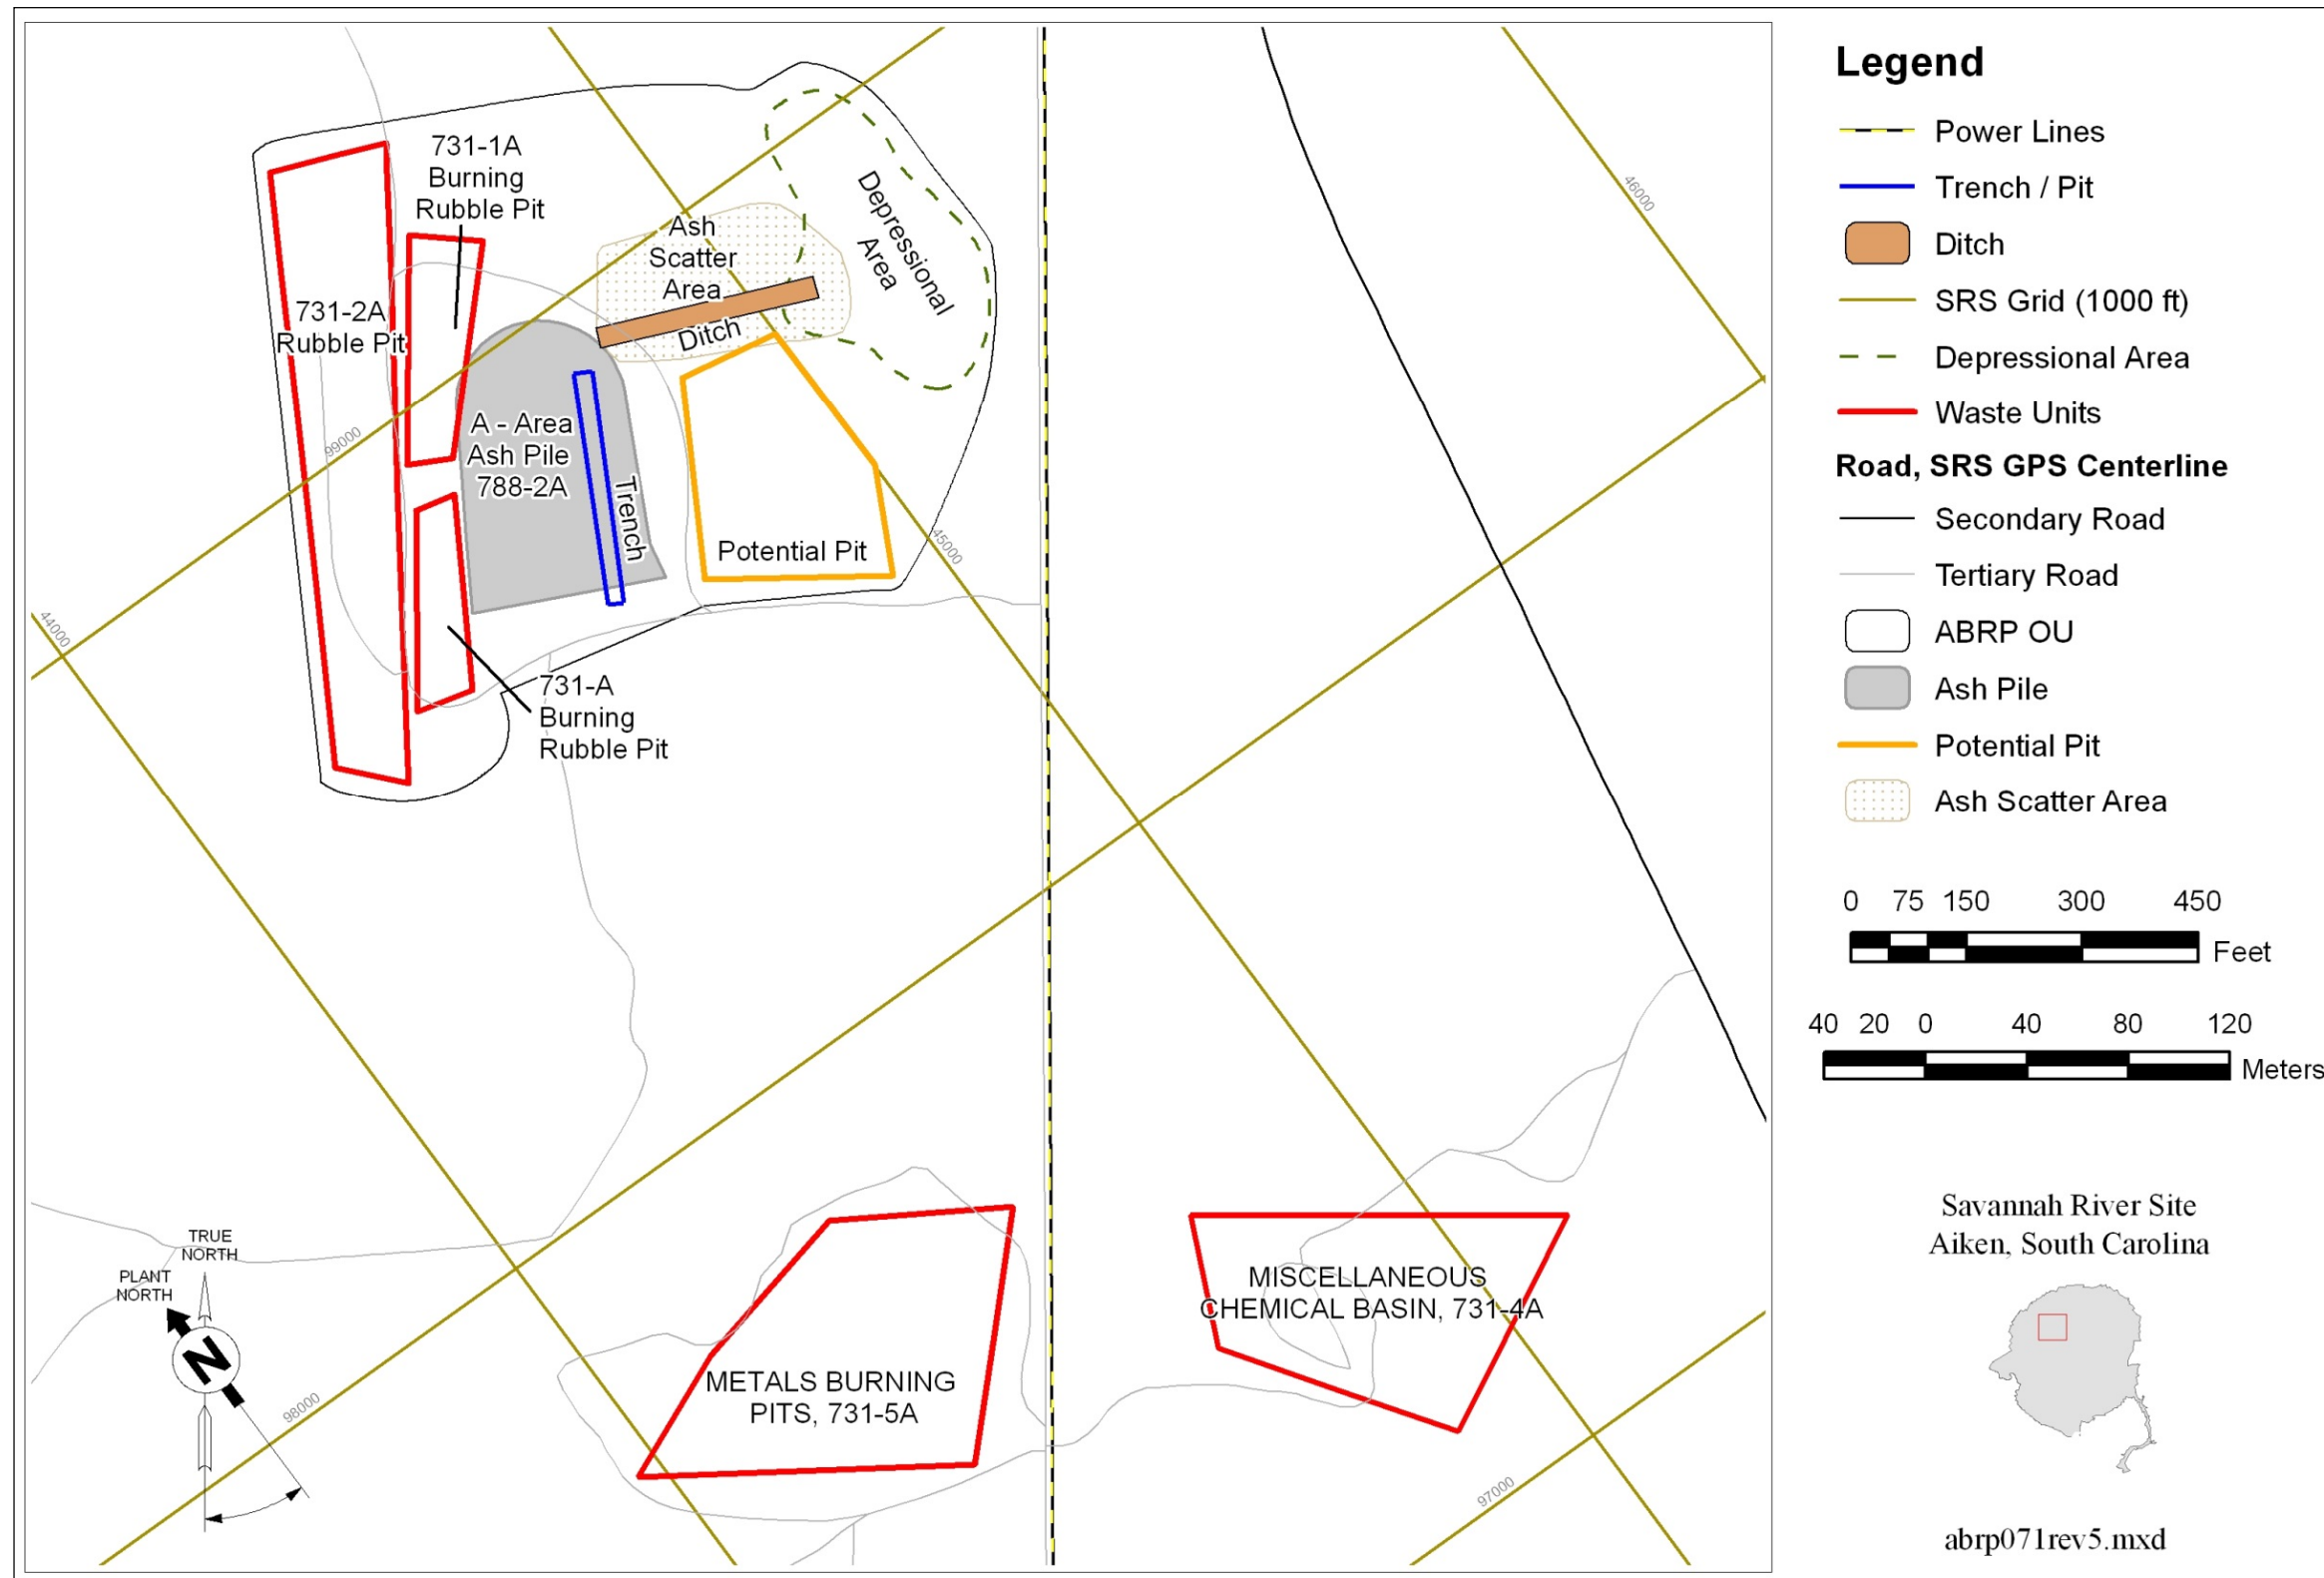 731-1A
Burning
Rubble Pit
731-2A
Rubble Pit
Ash
Scatter
Area
Ditch
Depressional
Area
A - Area
Ash Pile
788-2A
Trench
Potential Pit
731-A
Burning
Rubble Pit
99000
44000
45000
46000
98000
97000
TRUE
NORTH
PLANT
NORTH
N
METALS BURNING
PITS, 731-5A
MISCELLANEOUS
CHEMICAL BASIN, 731-4A
Legend
Power Lines
Trench / Pit
Ditch
SRS Grid (1000 ft)
Depressional Area
Waste Units
Road, SRS GPS Centerline
Secondary Road
Tertiary Road
ABRP OU
Ash Pile
Potential Pit
Ash Scatter Area
0 75 150 300 450
Feet
40 20 0 40 80 120
Meters
Savannah River Site
Aiken, South Carolina
abrp071rev5.mxd